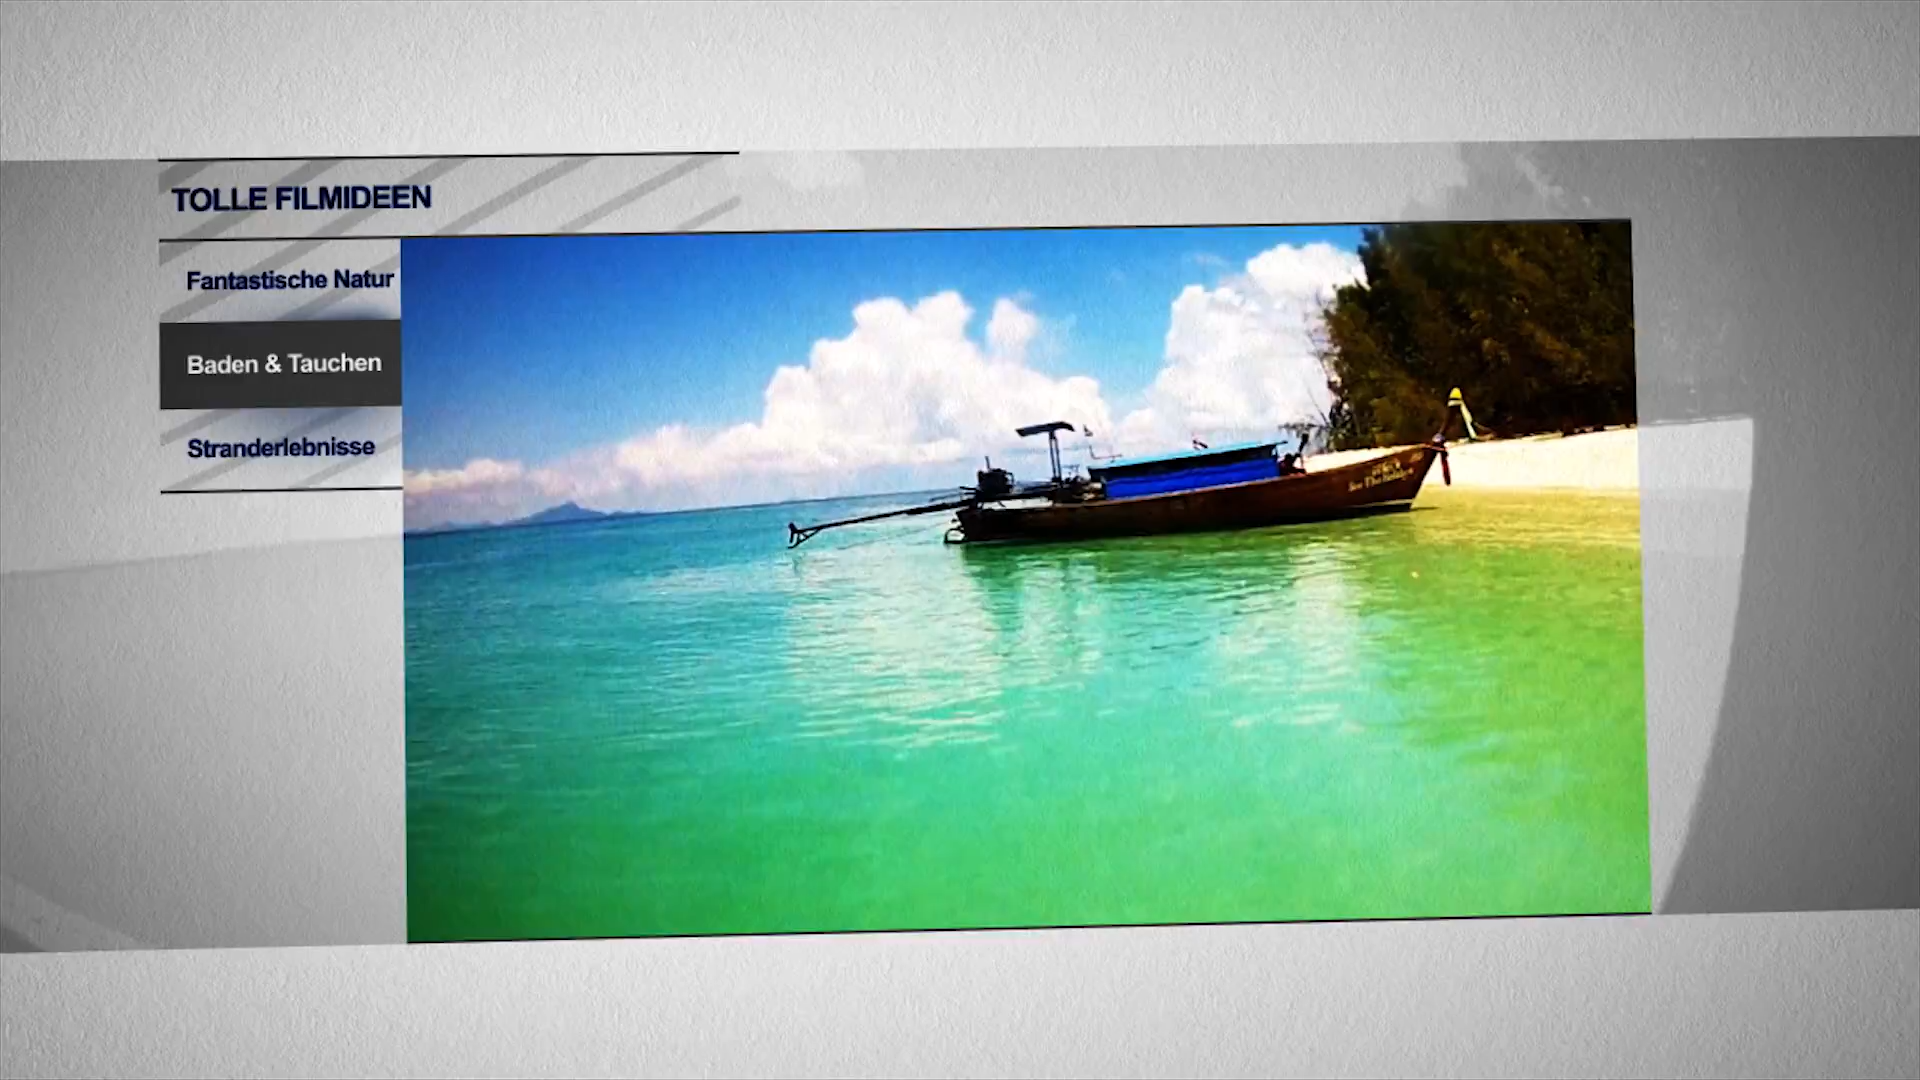 TOLLE FILMIDEEN
Fantastische Natur
Baden & Tauchen
Stranderlebnisse